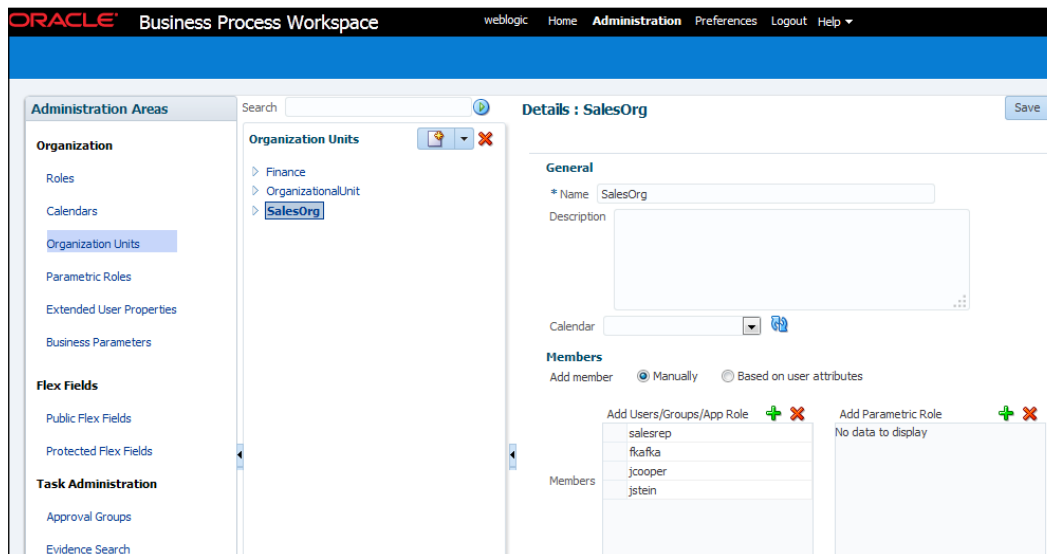 ORACLE Business Process Workspace
weblogic Home Administration Preferences Logout Help
Administration Areas
Organization
Roles
Calendars
Organization Units
Parametric Roles
Extended User Properties
Business Parameters
Flex Fields
Public Flex Fields
Protected Flex Fields
Task Administration
Approval Groups
Evidence Search
Search
Organization Units
Finance
OrganizationalUnit
SalesOrg
Details : SalesOrg
Save
General
* Name SalesOrg
Description
Calendar
Members
Add member Manually Based on user attributes
Add Users/Groups/App Role
Members
salesrep
fkafka
jcooper
jstein
Add Parametric Role
No data to display